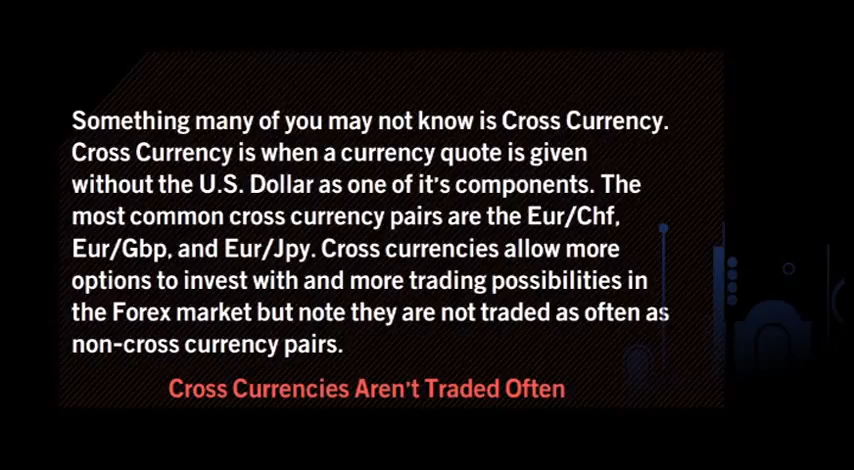 Something many of you may not know is Cross Currency.
Cross Currency is when a currency quote is given
without the U.S. Dollar as one of it's components. The
most common cross currency pairs are the Eur/Chf,
Eur/Gbp, and Eur/Jpy. Cross currencies allow more
options to invest with and more trading possibilities in
the Forex market but note they are not traded as often as
non-cross currency pairs.
Cross Currencies Aren't Traded Often